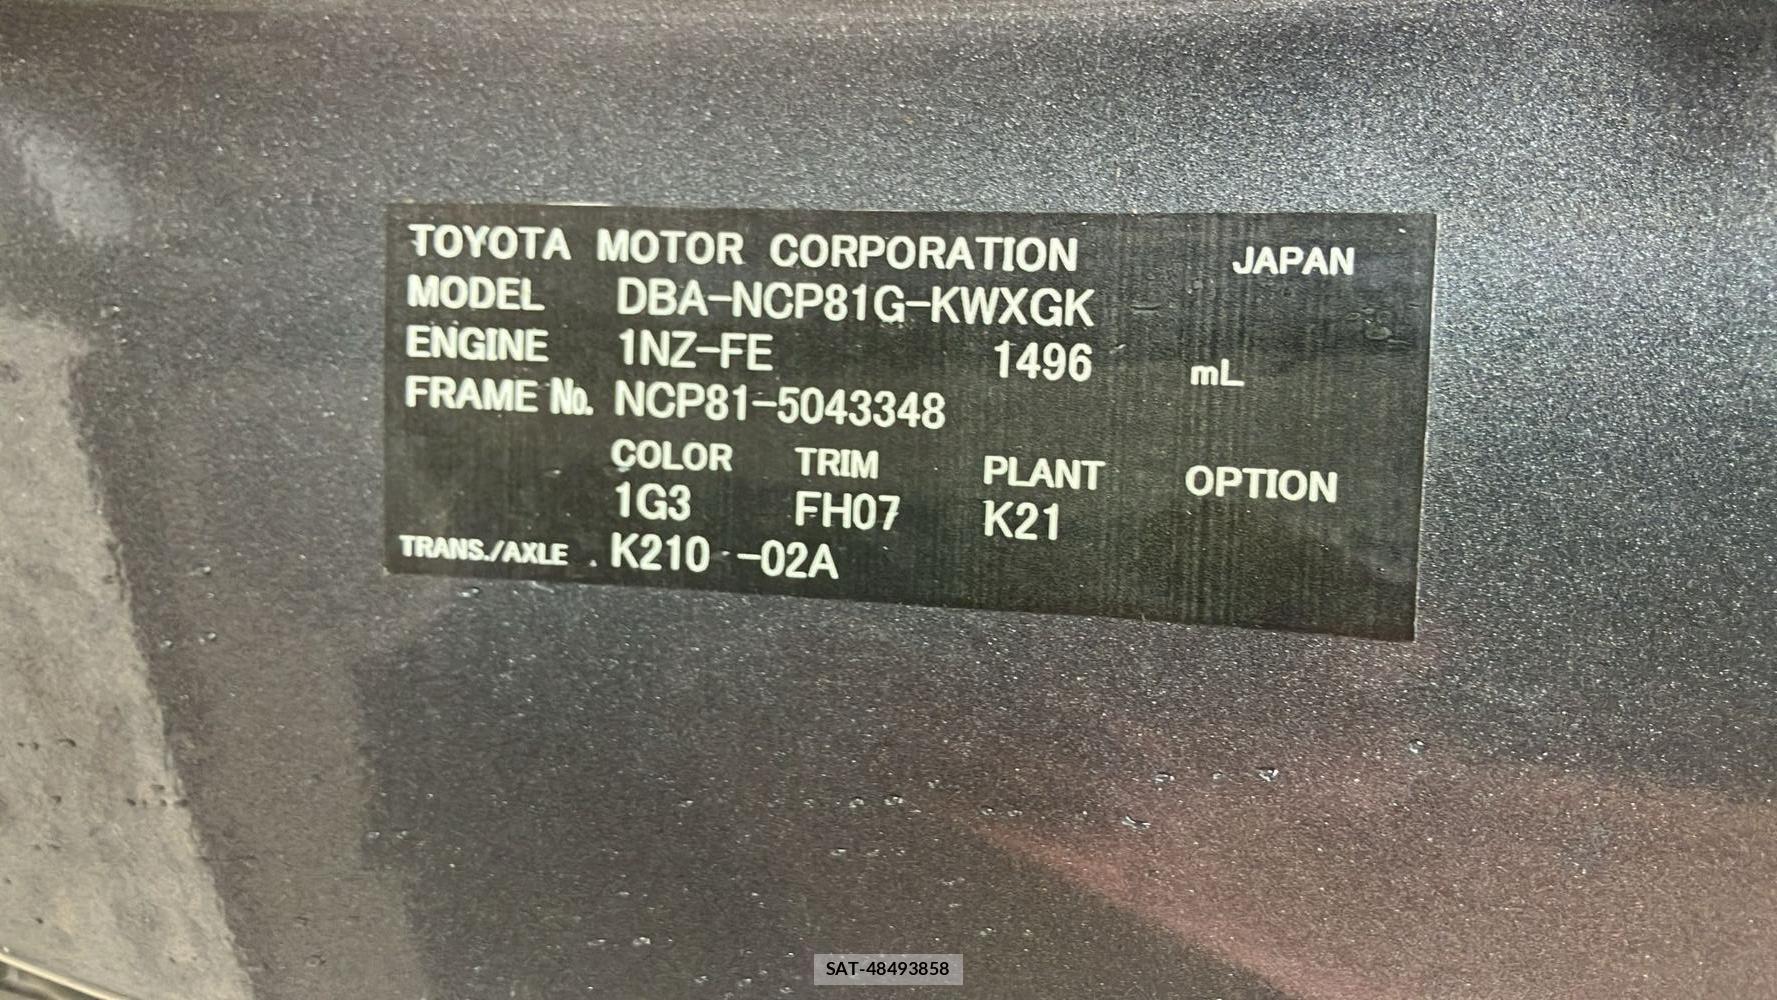 TOYOTA MOTOR CORPORATION JAPAN
MODEL DBA-NCP81G-KWXGK
ENGINE 1NZ-FE 1496 mL
FRAME No. NCP81-5043348
COLOR TRIM PLANT OPTION
1G3 FH07 K21
TRANS./AXLE K210 -02A
SAT-48493858